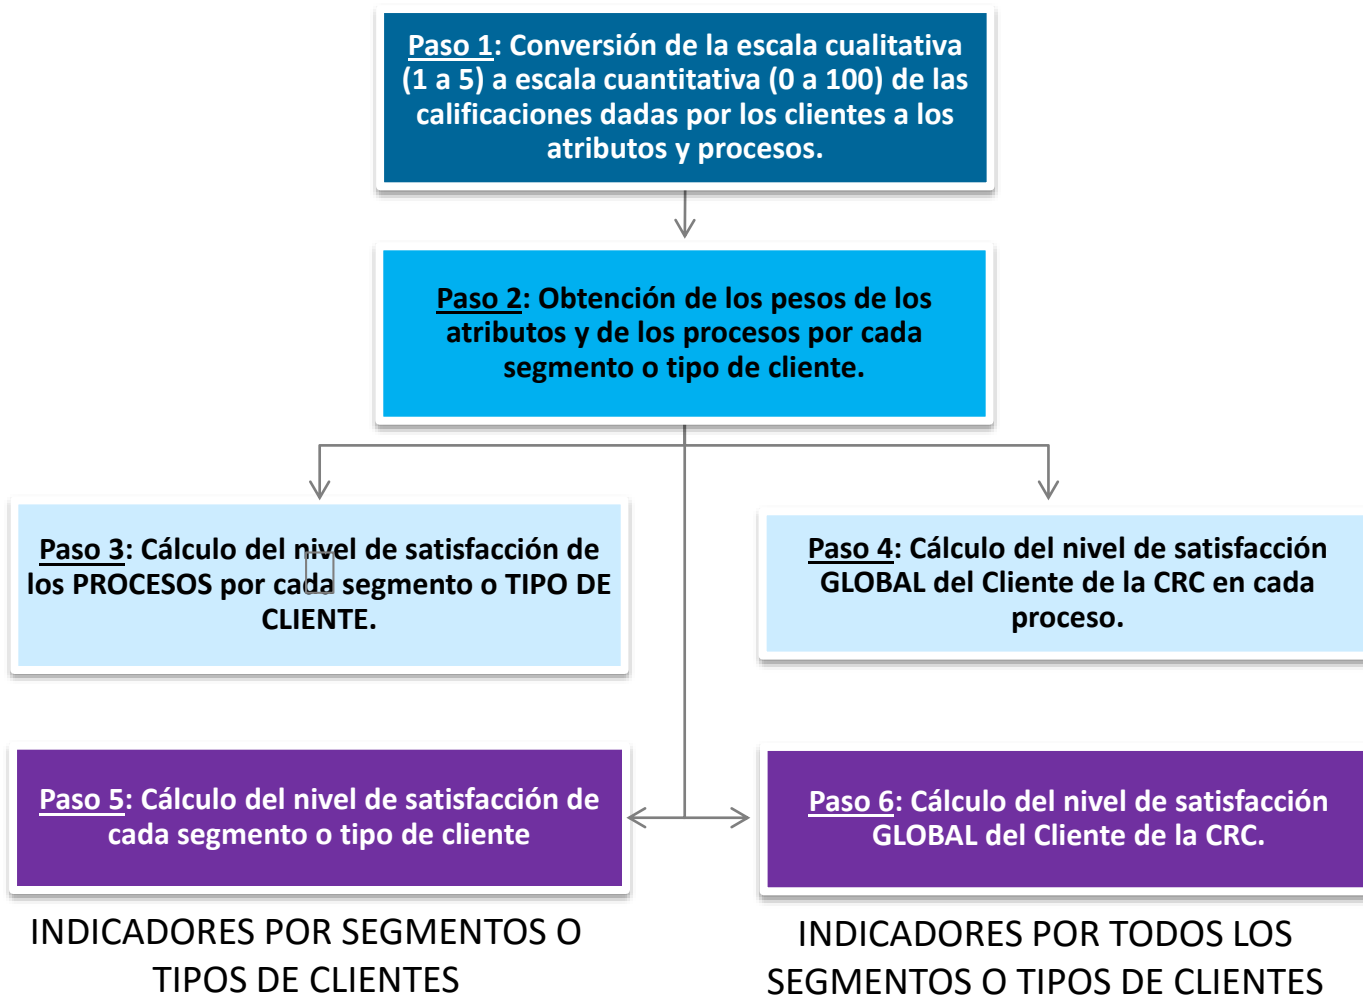 Paso 1: Conversión de la escala cualitativa
(1 a 5) a escala cuantitativa (0 a 100) de las
calificaciones dadas por los clientes a los
atributos y procesos.
Paso 2: Obtención de los pesos de los
atributos y de los procesos por cada
segmento o tipo de cliente.
Paso 3: Cálculo del nivel de satisfacción de
los PROCESOS por cada segmento o TIPO DE
CLIENTE.
Paso 4: Cálculo del nivel de satisfacción
GLOBAL del Cliente de la CRC en cada
proceso.
Paso 5: Cálculo del nivel de satisfacción de
cada segmento o tipo de cliente
Paso 6: Cálculo del nivel de satisfacción
GLOBAL del Cliente de la CRC.
INDICADORES POR SEGMENTOS O
TIPOS DE CLIENTES
INDICADORES POR TODOS LOS
SEGMENTOS O TIPOS DE CLIENTES